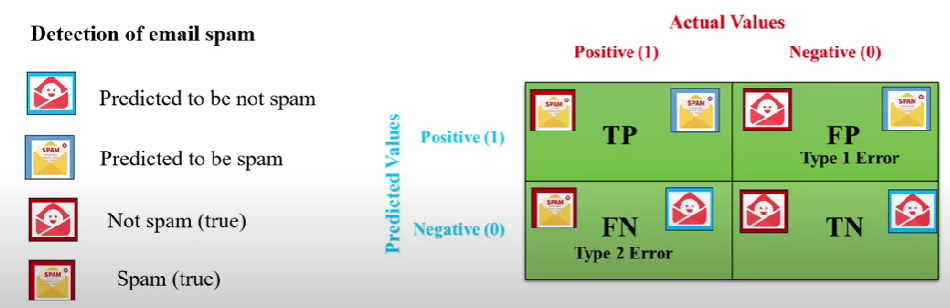 Detection of email spam
Predicted to be not spam
Predicted to be spam
Not spam (true)
Spam (true)
Actual Values
Positive (1)
Negative (0)
Predicted Values
Positive (1)
Negative (0)
SPAM
TP
SPAM
FP
SPAM
Type 1 Error
SPAM
FN
Type 2 Error
TN
SPAM
SPAM